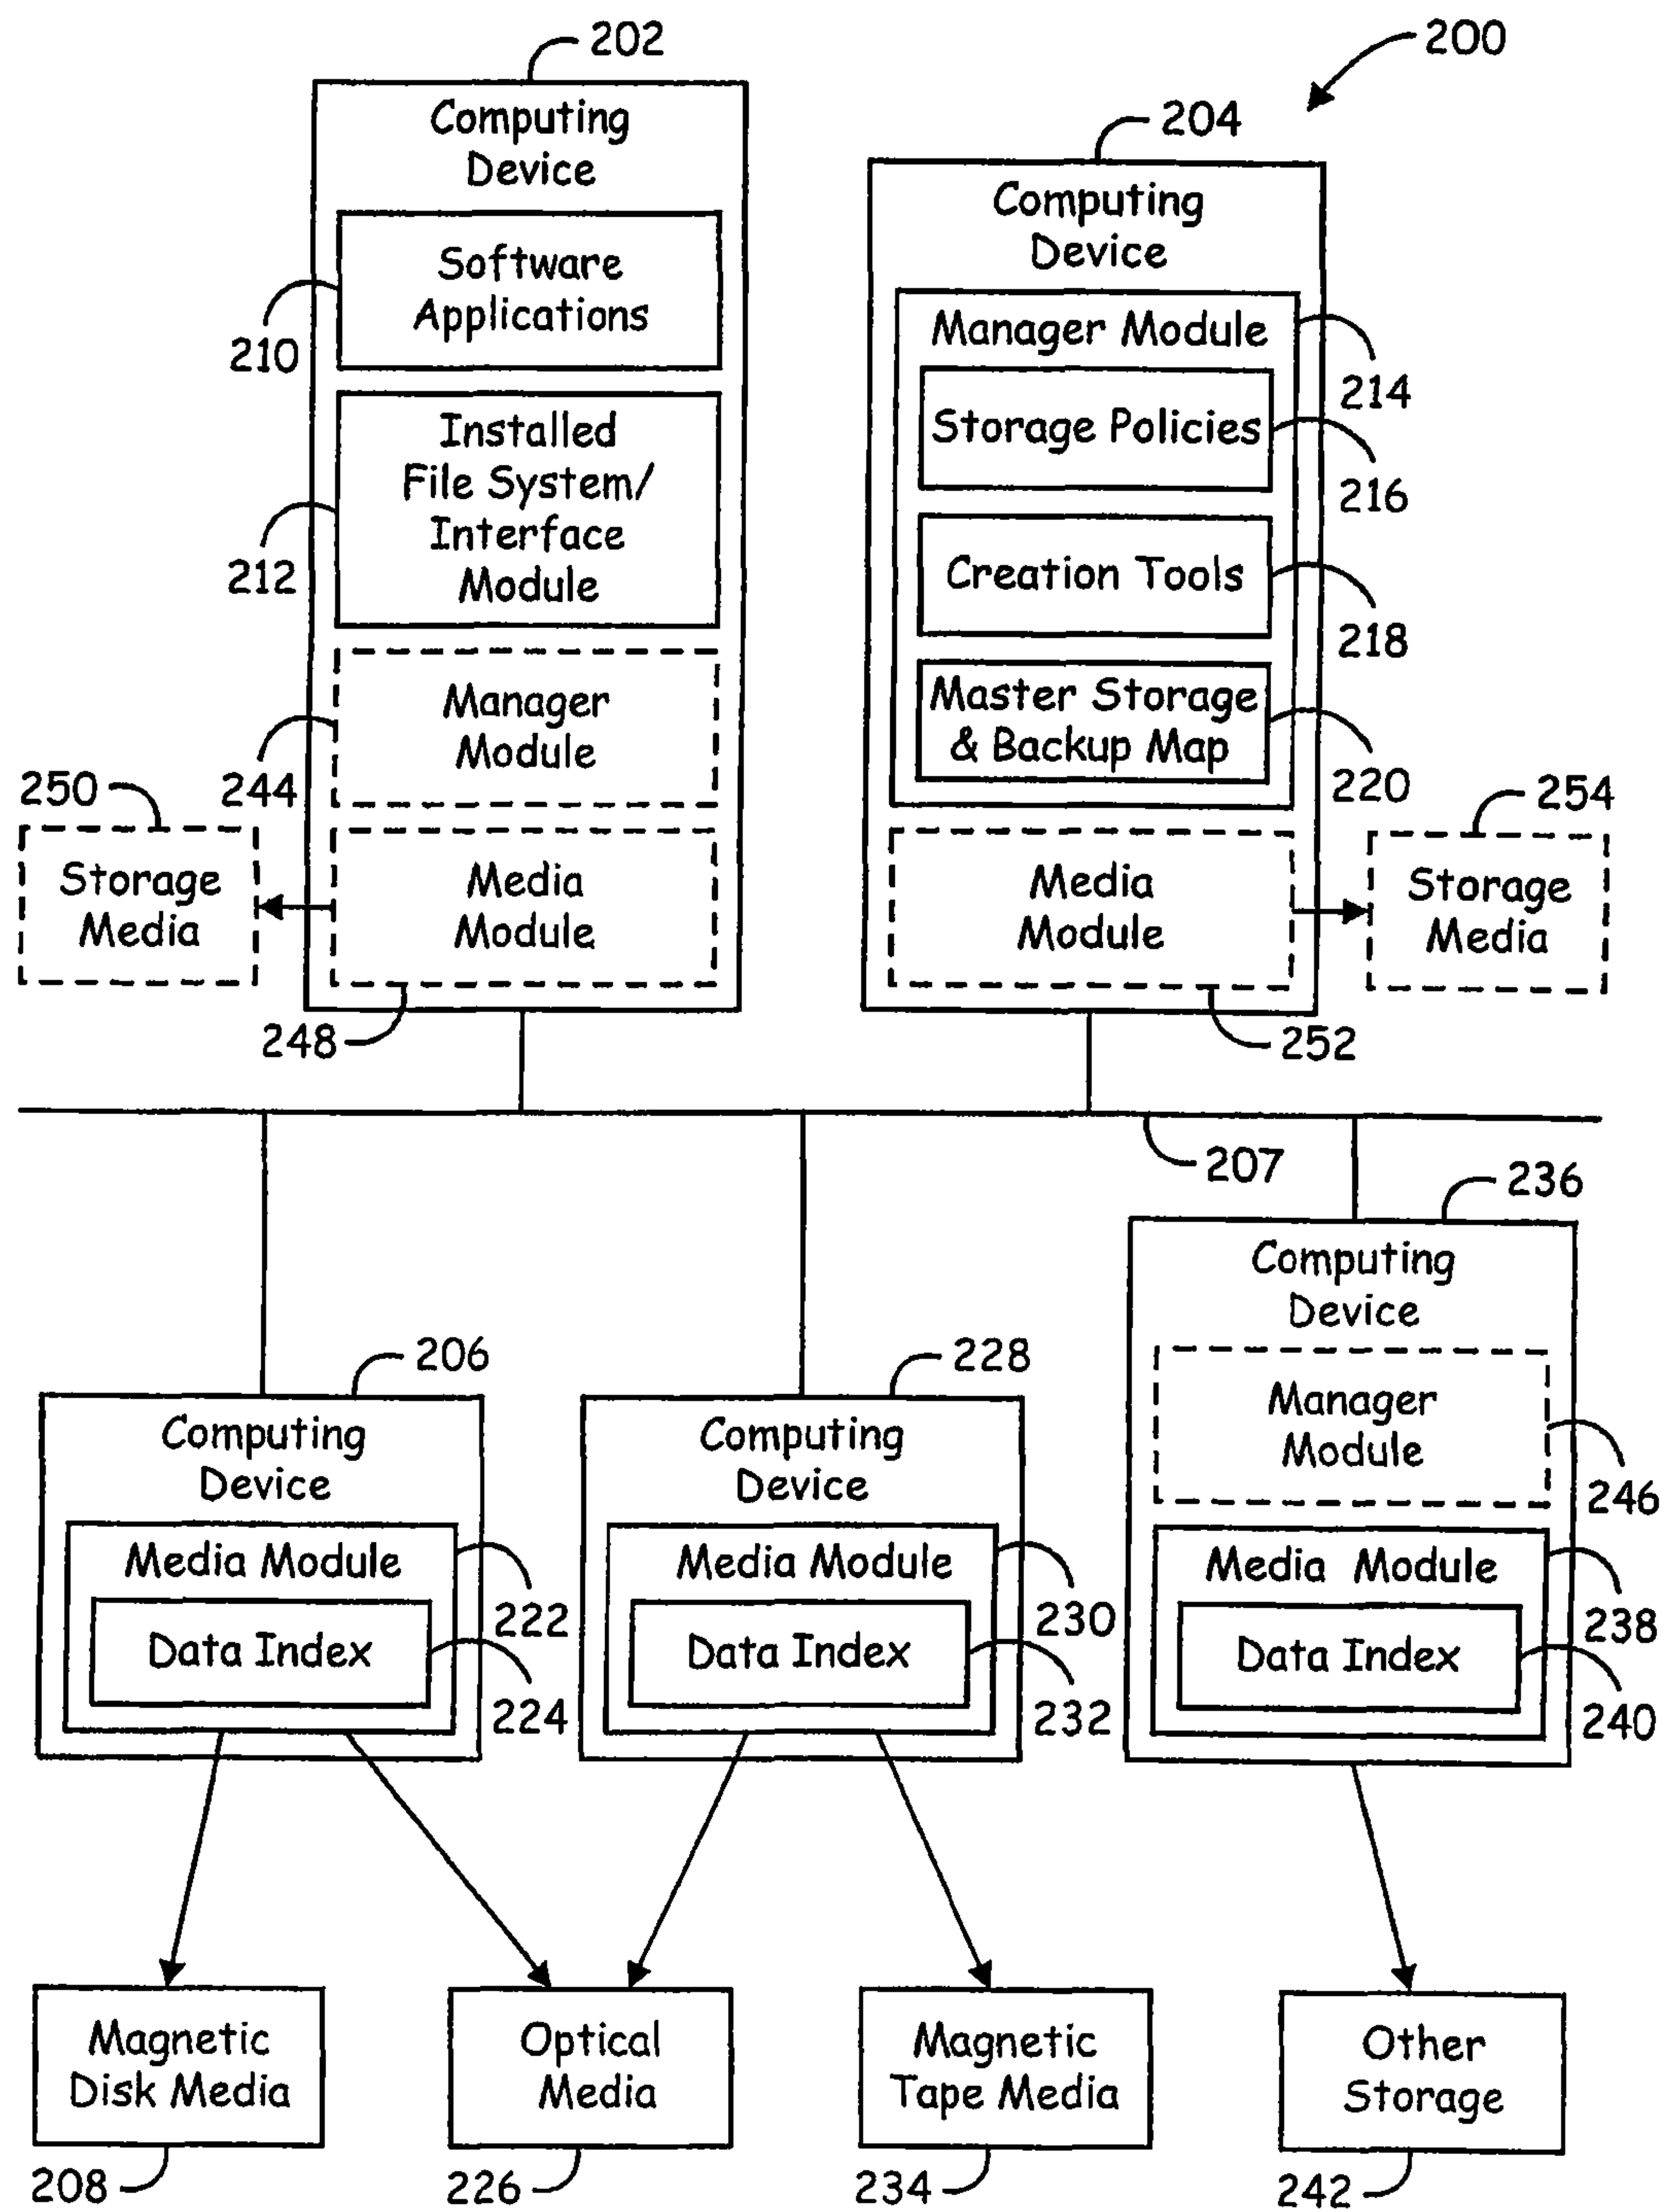 202
200
Computing
Device
204
Computing
Device
Software
Applications
210
Manager Module
214
Installed
File System/
Interface
Module
212
Storage Policies
216
Creation Tools
218
Manager
Module
244
Master Storage
& Backup Map
220
250
254
Storage
Media
Media
Module
Media
Module
Storage
Media
248
252
207
236
Computing
Device
206
228
Manager
Module
246
Computing
Device
Computing
Device
Media Module
222
Media Module
230
Media Module
238
Data Index
224
Data Index
232
Data Index
240
Magnetic
Disk Media
Optical
Media
Magnetic
Tape Media
Other
Storage
208
226
234
242